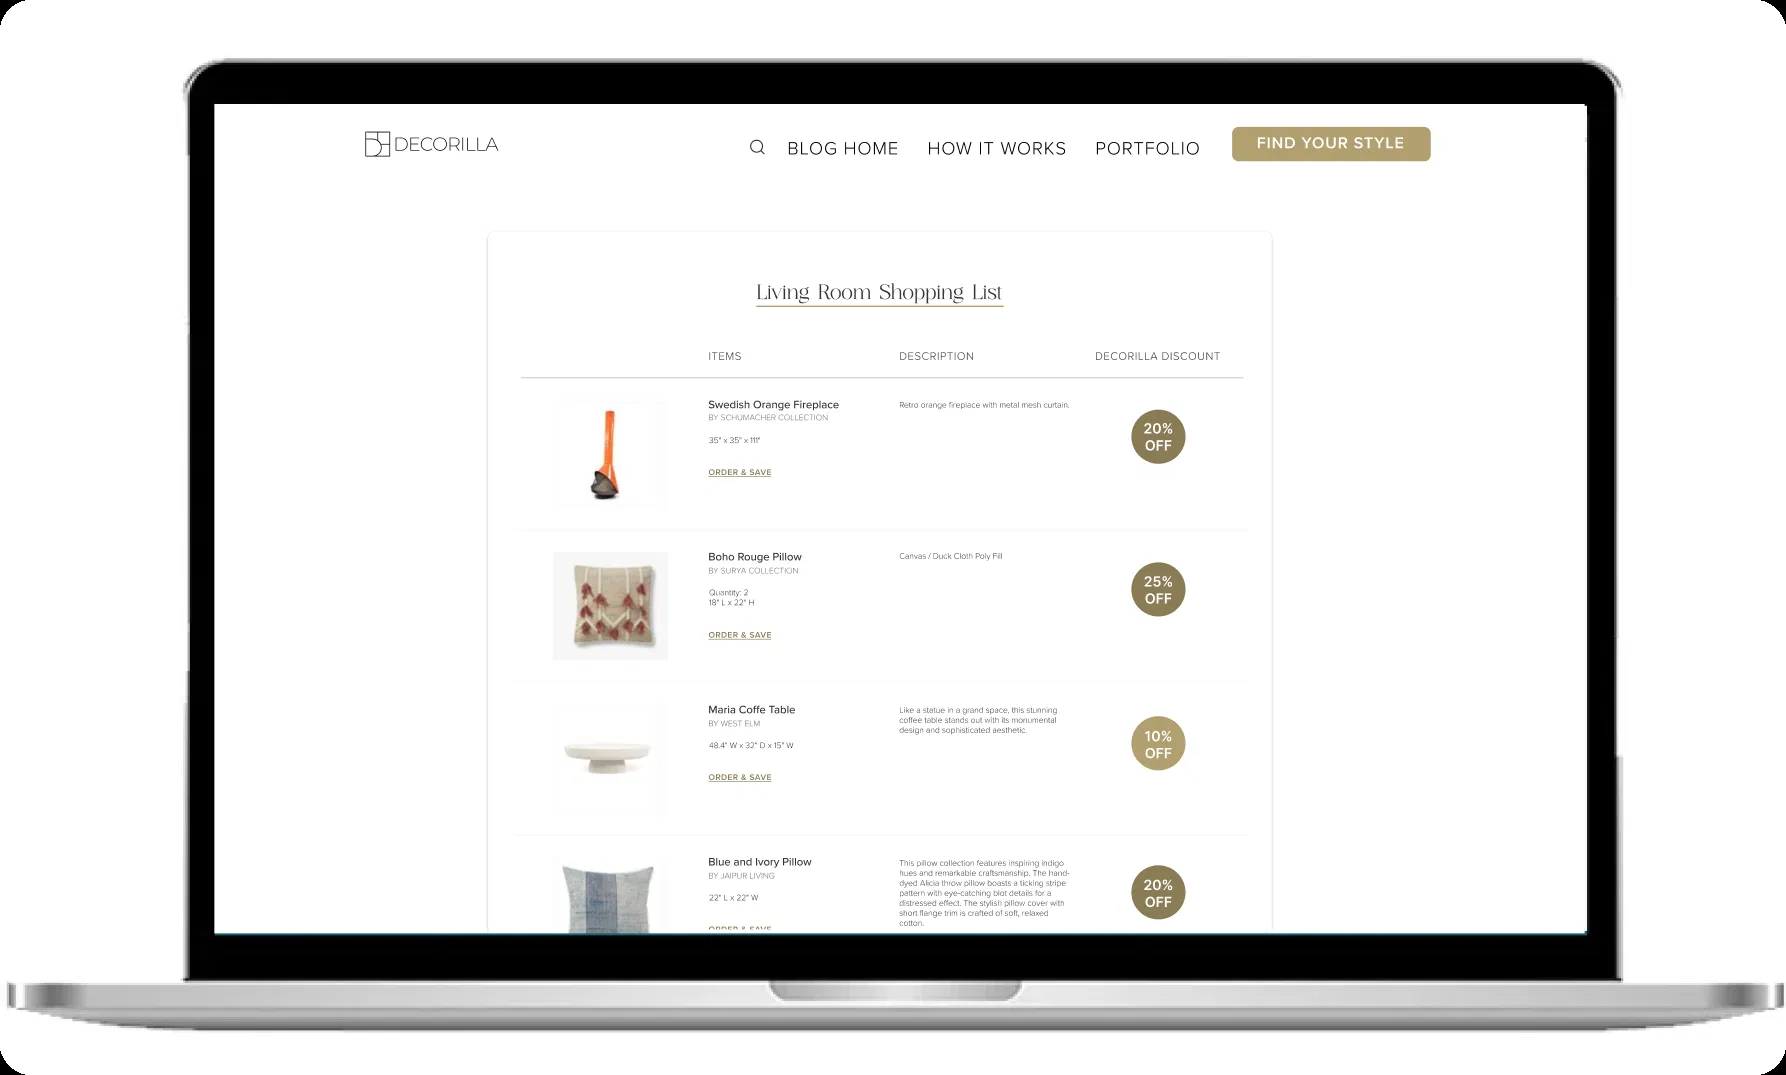 DECORILLA
BLOG HOME
HOW IT WORKS
PORTFOLIO
FIND YOUR STYLE
Living Room Shopping List
ITEMS
DESCRIPTION
DECORILLA DISCOUNT
Swedish Orange Fireplace
BY SCHUMACHER COLLECTION
35" x 35" x 111"
ORDER & SAVE
Retro orange fireplace with metal mesh curtain.
20%
OFF
Boho Rouge Pillow
BY SURYA COLLECTION
Quantity: 2
18" L x 22" H
ORDER & SAVE
Canvas / Duck Cloth Poly Fill
25%
OFF
Maria Coffe Table
BY WEST ELM
48.4" W x 32" D x 15" W
ORDER & SAVE
Like a statue in a grand space, this stunning
coffee table stands out with its monumental
design and sophisticated aesthetic.
10%
OFF
Blue and Ivory Pillow
BY JAIPUR LIVING
22" L x 22" W
ORDER & SAVE
This pillow collection features inspiring indigo
hues and remarkable craftsmanship. The hand-
dyed Alicia throw pillow boasts a ticking stripe
pattern with eye-catching blot details for a
distressed effect. The stylish pillow cover with
short flange trim is crafted of soft, relaxed
cotton.
20%
OFF